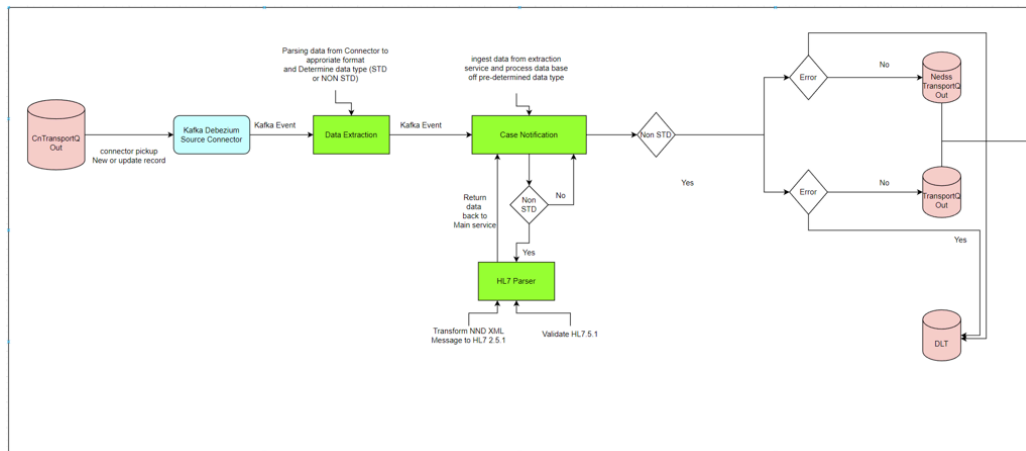 CnTransportQ
Out
connector pickup
New or update record
Kafka Debezium
Source Connector
Kafka Event
Parsing data from Connector to
approriate format
and Determine data type (STD
or NON STD)
Data Extraction
Kafka Event
ingest data from extraction
service and process data base
off pre-determined data type
Case Notification
Non
STD
No
Yes
Return
data
back to
Main service
HL7 Parser
Transform NND XML
Message to HL7 2.5.1
Validate HL7.5.1
Non STD
Yes
Error
No
Nedss
TransportQ
Out
Error
No
TransportQ
Out
Yes
DLT